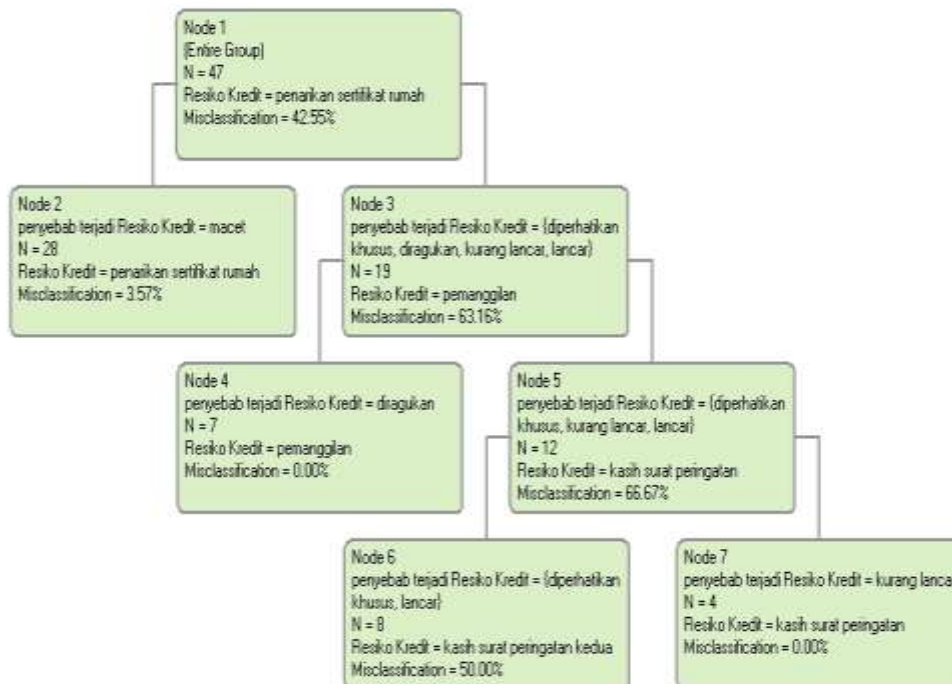 Node 1
(Entire Group)
N = 47
Resiko Kredit = penarikan sertifikat rumah
Misclassification = 42.55%
Node 2
penyebab terjadi Resiko Kredit = macet
N = 28
Resiko Kredit = penarikan sertifikat rumah
Misclassification = 3.57%
Node 3
penyebab terjadi Resiko Kredit = {diperhatikan
khusus, diragukan, kurang lancar, lancar}
N = 19
Resiko Kredit = pemanggilan
Misclassification = 63.16%
Node 4
penyebab terjadi Resiko Kredit = diragukan
N = 7
Resiko Kredit = pemanggilan
Misclassification = 0.00%
Node 5
penyebab terjadi Resiko Kredit = {diperhatikan
khusus, kurang lancar, lancar}
N = 12
Resiko Kredit = kasih surat peringatan
Misclassification = 66.67%
Node 6
penyebab terjadi Resiko Kredit = {diperhatikan
khusus, lancar}
N = 8
Resiko Kredit = kasih surat peringatan kedua
Misclassification = 50.00%
Node 7
penyebab terjadi Resiko Kredit = kurang lanca
N = 4
Resiko Kredit = kasih surat peringatan
Misclassification = 0.00%